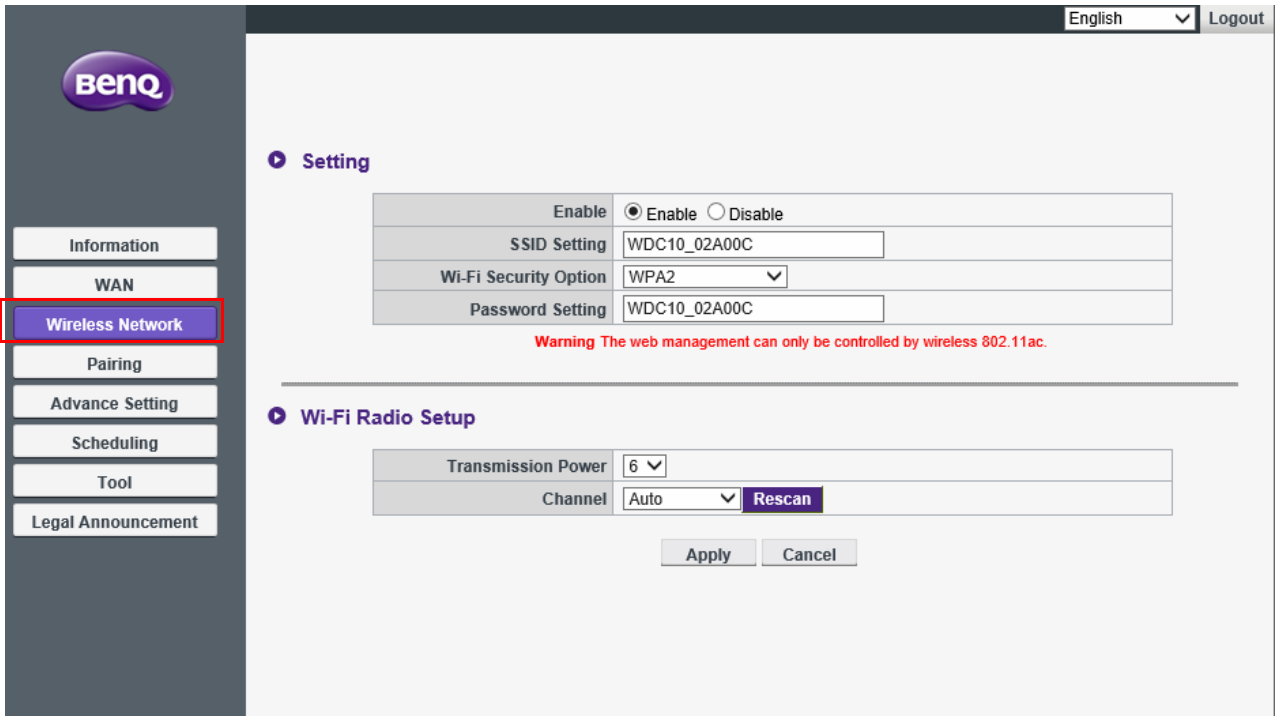 English Logout
BenQ
Information
WAN
Wireless Network
Pairing
Advance Setting
Scheduling
Tool
Legal Announcement
Setting
Enable Enable Disable
SSID Setting WDC10_02A00C
Wi-Fi Security Option WPA2
Password Setting WDC10_02A00C
Warning The web management can only be controlled by wireless 802.11ac.
Wi-Fi Radio Setup
Transmission Power 6
Channel Auto Rescan
Apply Cancel